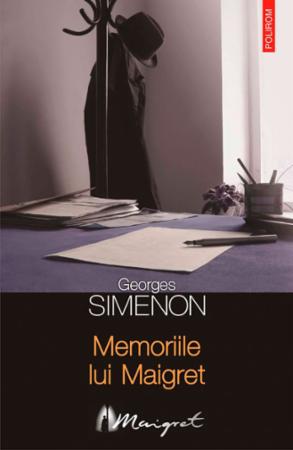 POLIROM
Georges
SIMENON
Memoriile
lui Maigret
Maigret